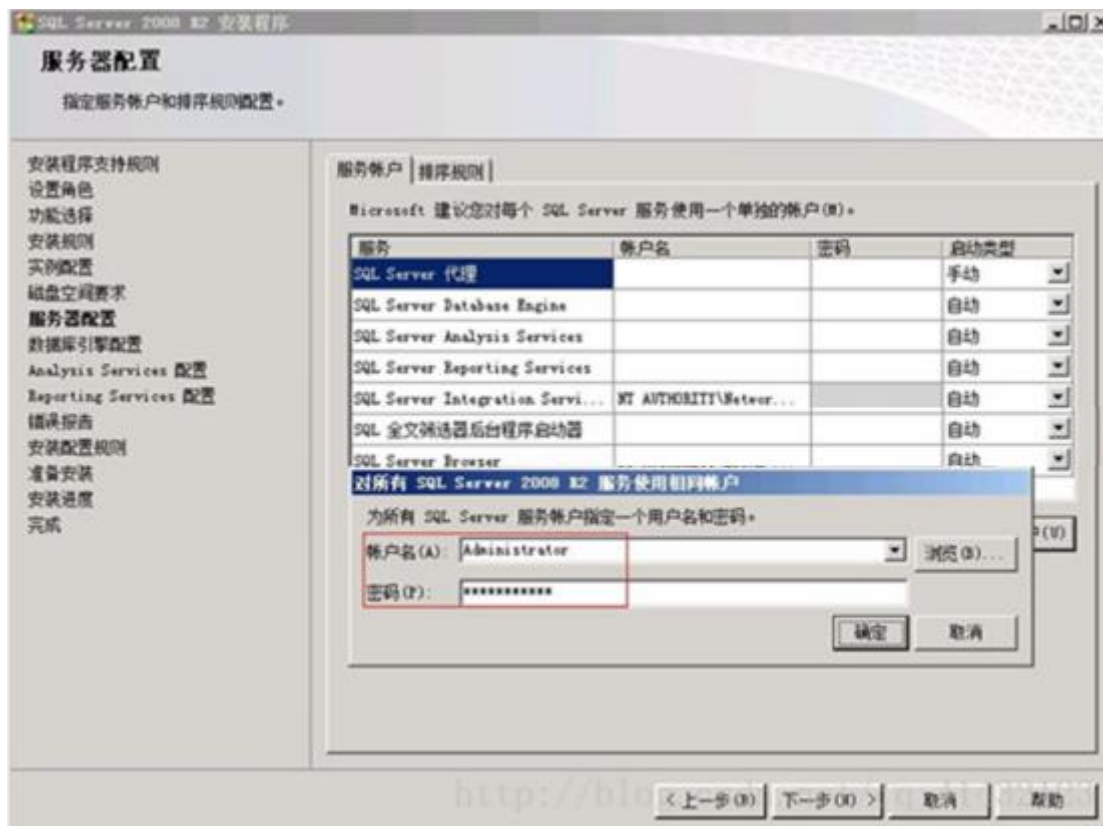 SQL Server 2008 R2 安装程序
服务器配置
指定服务帐户和排序规则配置。
安装程序支持规则
设置角色
功能选择
安装规则
实例配置
磁盘空间要求
服务器配置
数据库引擎配置
Analysis Services 配置
Reporting Services 配置
错误报告
安装配置规则
准备安装
安装进度
完成
服务帐户 排序规则
Microsoft 建议您对每个 SQL Server 服务使用一个单独的帐户(M)。
服务 帐户名 密码 启动类型
SQL Server 代理 手动
SQL Server Database Engine 自动
SQL Server Analysis Services 自动
SQL Server Reporting Services 自动
SQL Server Integration Servi... NT AUTHORITY\Networ... 自动
SQL 全文筛选器后台程序启动器 自动
SQL Server Browser 自动
对所有 SQL Server 2008 R2 服务使用相同帐户
为所有 SQL Server 服务帐户指定一个用户名和密码。
帐户名(A): Administrator 浏览(B)...
密码(P): ***********
确定 取消
(U)
http://blo
< 上一步(B) 下一步(N) > 取消 帮助